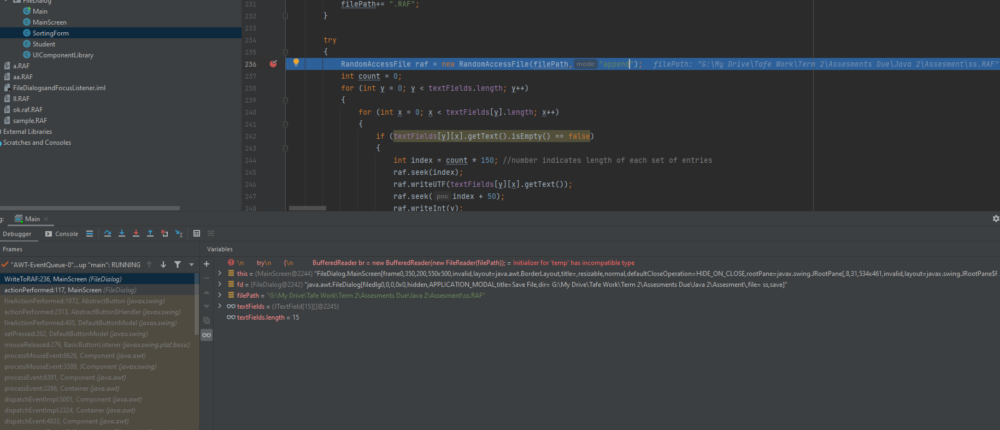 FileDialog
Main
MainScreen
SortingForm
Student
UIComponentLibrary
a.RAF
aa.RAF
FileDialogsandFocusListener.iml
ll.RAF
ok.raf.RAF
sample.RAF
External Libraries
Scratches and Consoles
231 filePath+= ".RAF";
232 }
233
234 try
235 {
236 RandomAccessFile raf = new RandomAccessFile(filePath, mode: "append"); filePath: "G:\My Drive\Tafe Work\Term 2\Assesments Due\Java 2\Assesment\ss.RAF"
237 int count = 0;
238 for (int y = 0; y < textFields.length; y++)
239 {
240 for (int x = 0; x < textFields[y].length; x++)
241 {
242 if (textFields[y][x].getText().isEmpty() == false)
243 {
244 int index = count * 150; //number indicates length of each set of entries
245 raf.seek(index);
246 raf.writeUTF(textFields[y][x].getText());
247 raf.seek( pos: index + 50);
248 raf.writeInt(y);
g: Main
Debugger Console
Frames
"AWT-EventQueue-0"...up "main": RUNNING
WriteToRAF:236, MainScreen (FileDialog)
actionPerformed:117, MainScreen (FileDialog)
fireActionPerformed:1972, AbstractButton (javax.swing)
actionPerformed:2313, AbstractButton$Handler (javax.swing)
fireActionPerformed:405, DefaultButtonModel (javax.swing)
setPressed:262, DefaultButtonModel (javax.swing)
mouseReleased:279, BasicButtonListener (javax.swing.plaf.basic)
processMouseEvent:6626, Component (java.awt)
processMouseEvent:3389, JComponent (javax.swing)
processEvent:6391, Component (java.awt)
processEvent:2266, Container (java.awt)
dispatchEventImpl:5001, Component (java.awt)
dispatchEventImpl:2324, Container (java.awt)
dispatchEvent:4833, Component (java.awt)
Variables
\n try\n {\n BufferedReader br = new BufferedReader(new FileReader(filePath)); = Initializer for 'temp' has incompatible type
this = {MainScreen@2244} "FileDialog.MainScreen[frame0,350,200,550x500,invalid,layout=java.awt.BorderLayout,title=,resizable,normal,defaultCloseOperation=HIDE_ON_CLOSE,rootPane=javax.swing.JRootPane[,8,31,534x461,invalid,layout=javax.swing.JRootPane$R
fd = {FileDialog@2242} "java.awt.FileDialog[filedlg0,0,0,0x0,hidden,APPLICATION_MODAL,title=Save File,dir= G:\My Drive\Tafe Work\Term 2\Assesments Due\Java 2\Assesment\,file= ss,save]"
filePath = "G:\My Drive\Tafe Work\Term 2\Assesments Due\Java 2\Assesment\ss.RAF"
textFields = {JTextField[15][]@2245}
textFields.length = 15